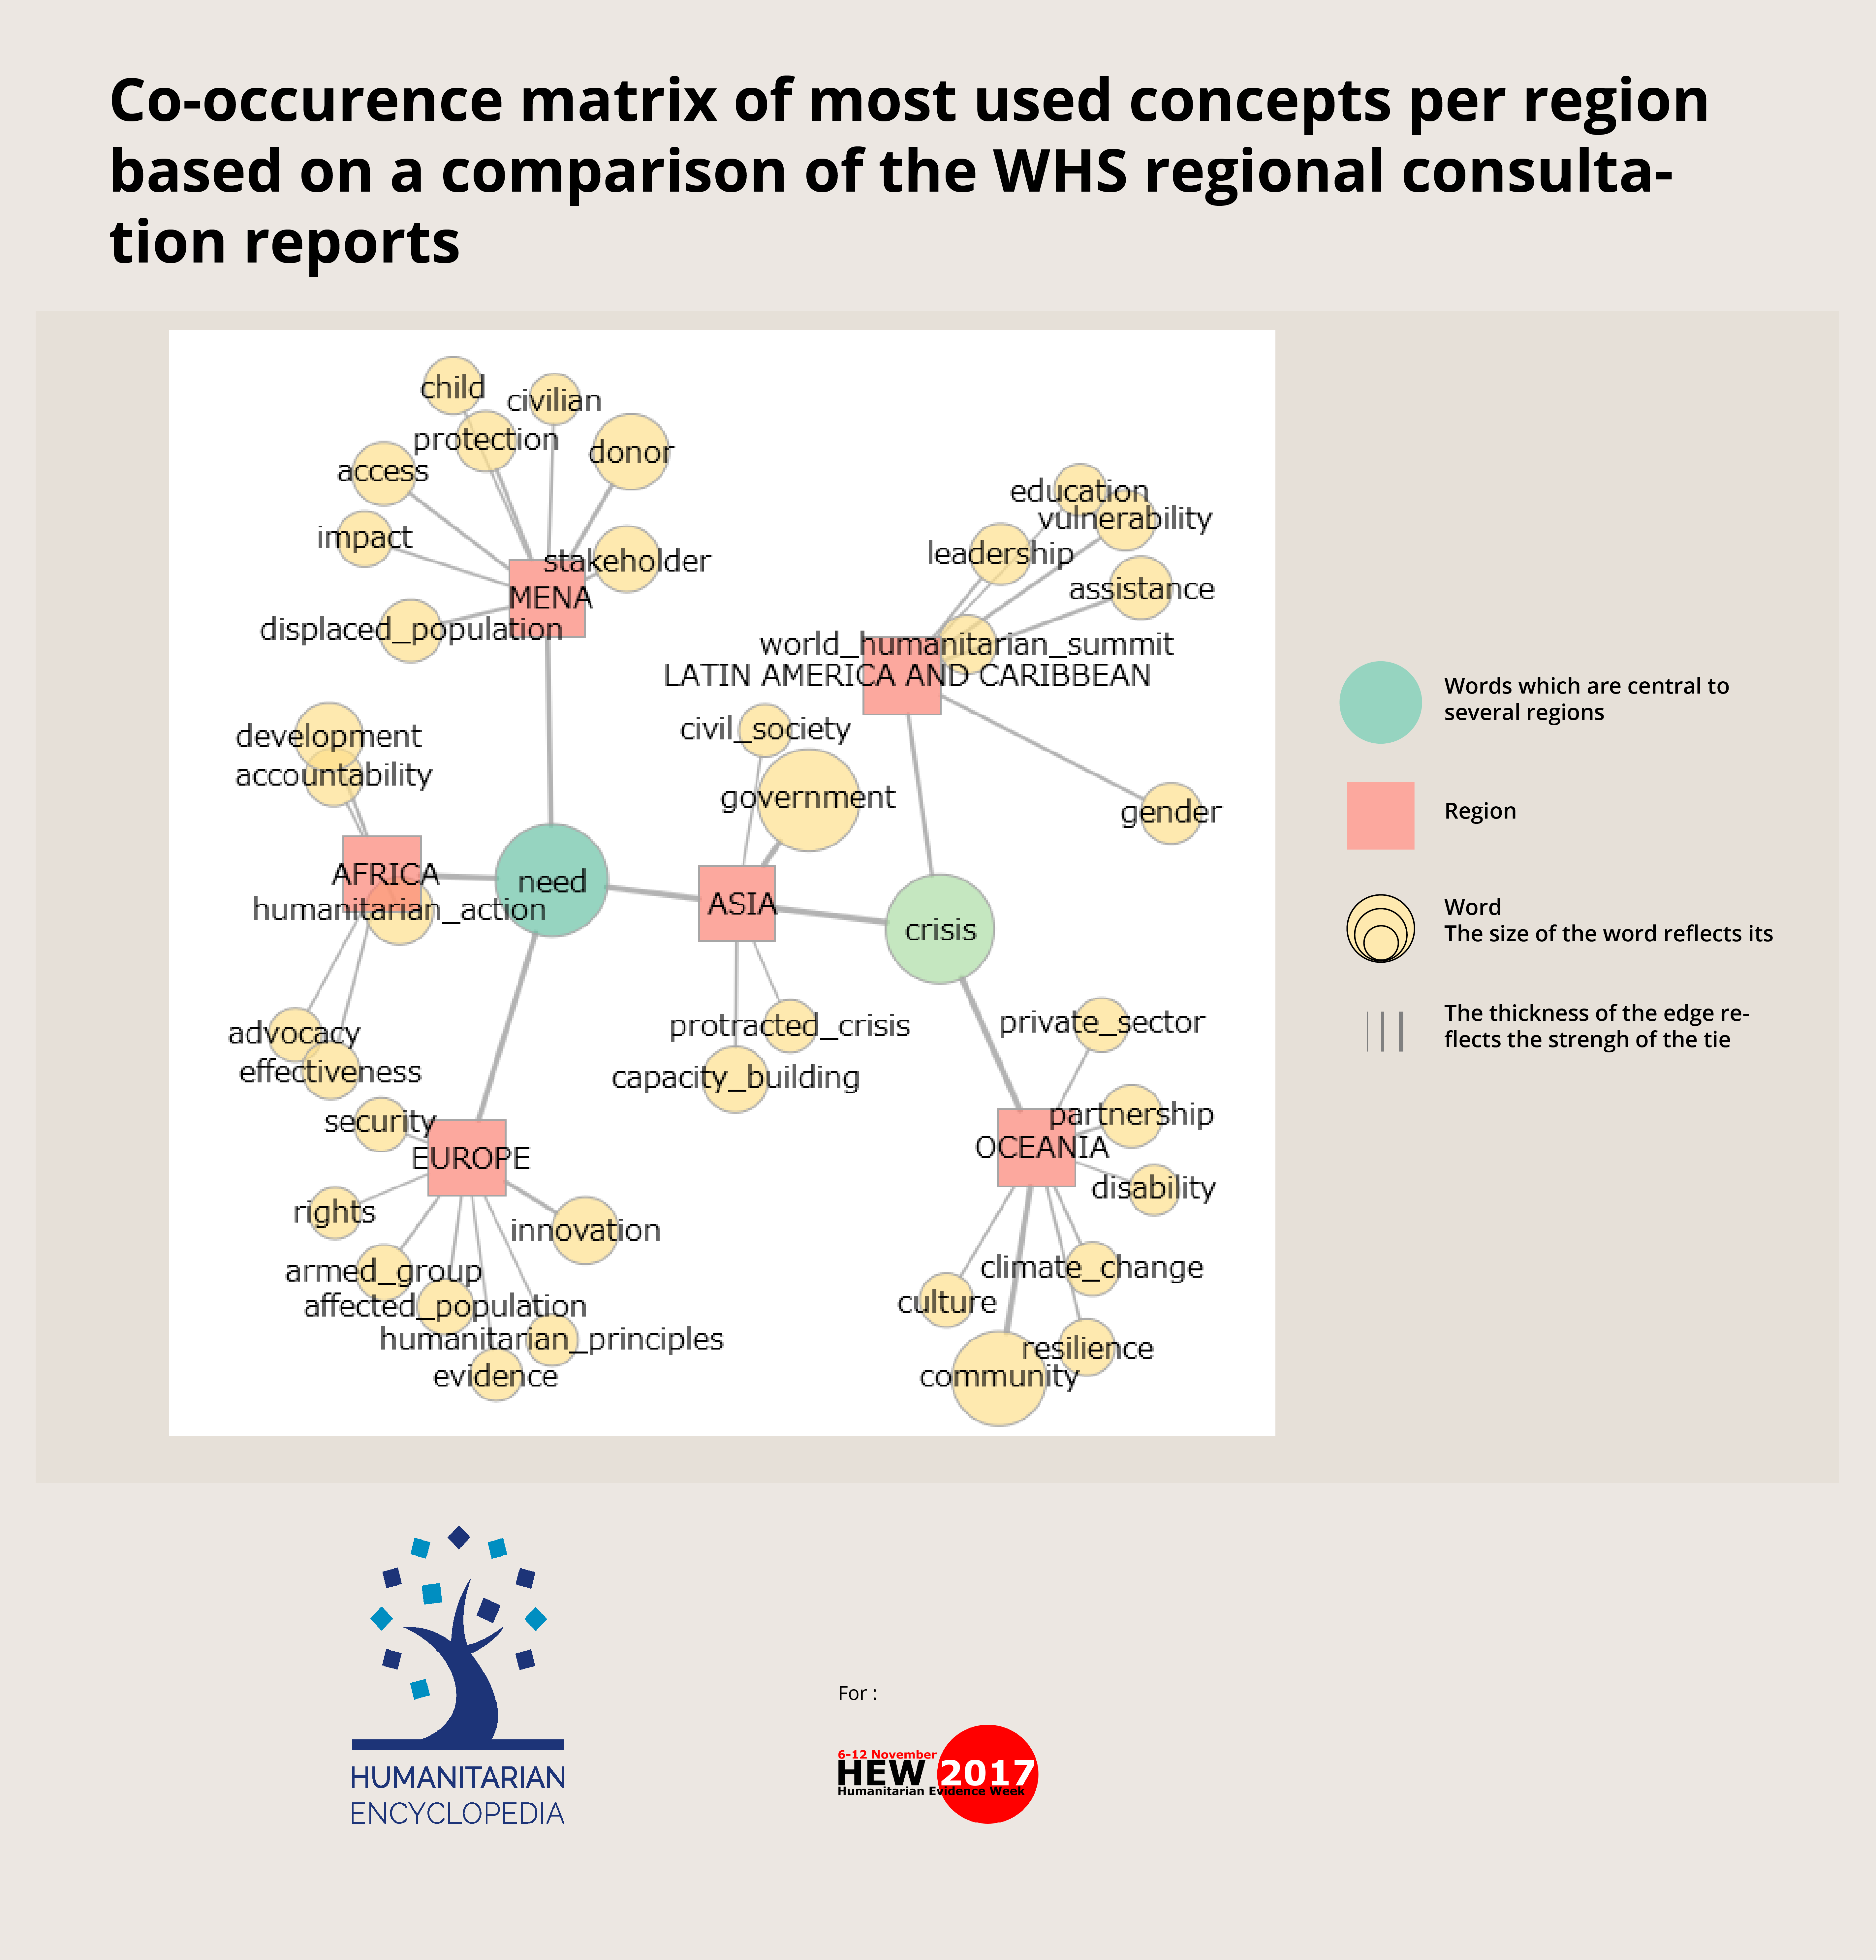 Co-occurence matrix of most used concepts per region
based on a comparison of the WHS regional consulta-
tion reports
child
civilian
protection
donor
access
impact
stakeholder
MENA
displaced_population
education
vulnerability
leadership
assistance
world_humanitarian_summit
LATIN AMERICA AND CARIBBEAN
civil_society
government
gender
development
accountability
AFRICA
need
humanitarian_action
ASIA
crisis
advocacy
effectiveness
protracted_crisis
capacity_building
private_sector
partnership
OCEANIA
disability
climate_change
culture
resilience
community
security
EUROPE
rights
innovation
armed_group
affected_population
humanitarian_principles
evidence
Words which are central to
several regions
Region
Word
The size of the word reflects its
The thickness of the edge re-
flects the strengh of the tie
HUMANITARIAN
ENCYCLOPEDIA
For :
6-12 November
HEW 2017
Humanitarian Evidence Week